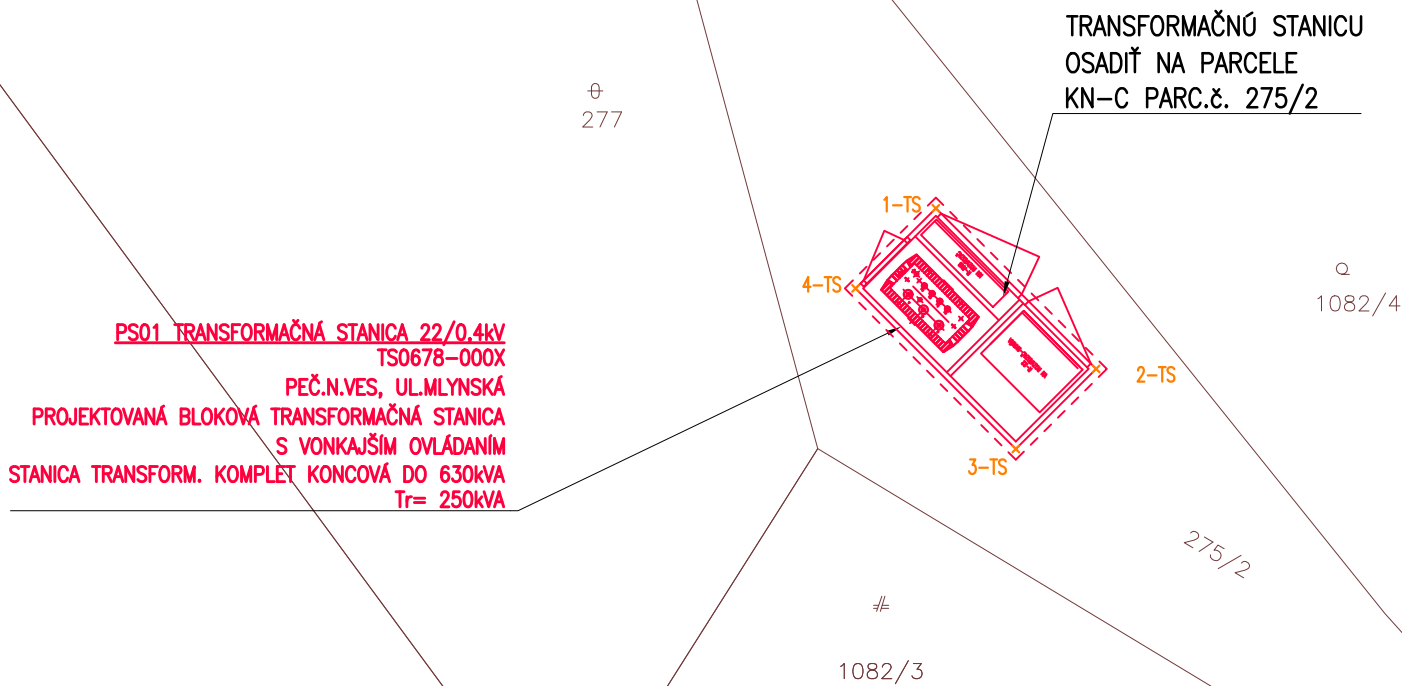 TRANSFORMAČNÚ STANICU
OSADIŤ NA PARCELE
KN-C PARC.č. 275/2
277
1-TS
4-TS
2-TS
3-TS
1082/4
PS01 TRANSFORMAČNÁ STANICA 22/0.4kV
TS0678-000X
PEČ.N.VES, UL.MLYNSKÁ
PROJEKTOVANÁ BLOKOVÁ TRANSFORMAČNÁ STANICA
S VONKAJŠÍM OVLÁDANÍM
STANICA TRANSFORM. KOMPLET KONCOVÁ DO 630kVA
Tr= 250kVA
275/2
1082/3